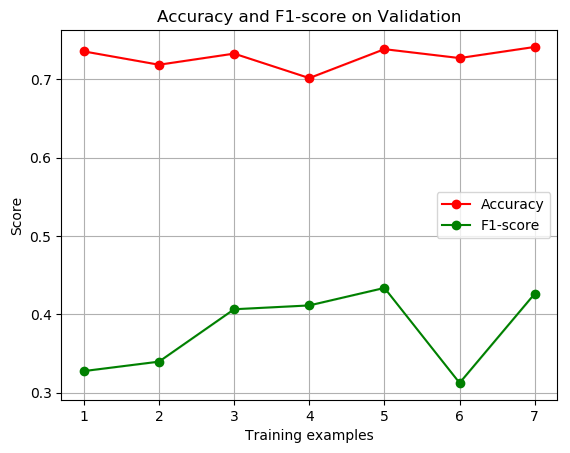 Accuracy and F1-score on Validation
Score
0.7
0.6
0.5
0.4
0.3
Accuracy
F1-score
1 2 3 4 5 6 7
Training examples